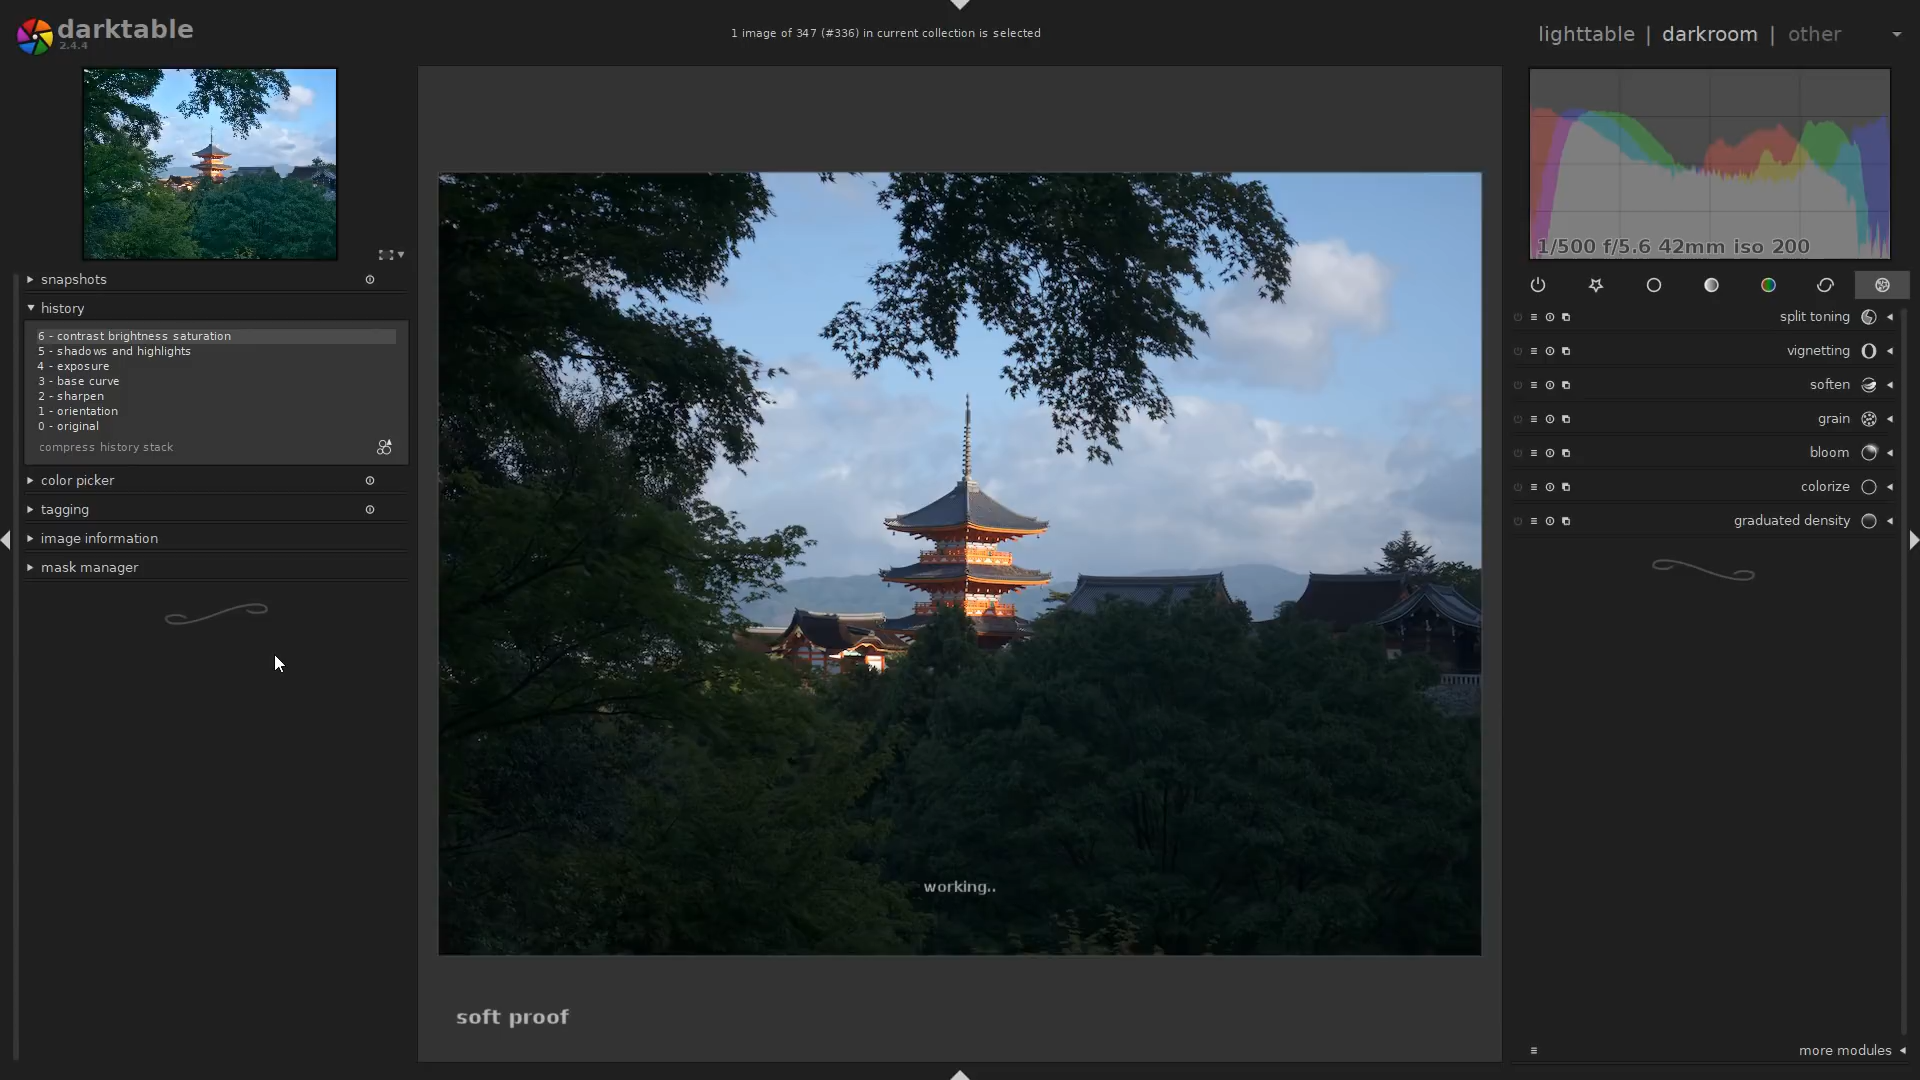 darktable
2.4.4
1 image of 347 (#336) in current collection is selected
lighttable | darkroom | other
1/500 f/5.6 42mm iso 200
snapshots
history
6 - contrast brightness saturation
5 - shadows and highlights
4 - exposure
3 - base curve
2 - sharpen
1 - orientation
0 - original
compress history stack
color picker
tagging
image information
mask manager
working..
soft proof
split toning
vignetting
soften
grain
bloom
colorize
graduated density
more modules